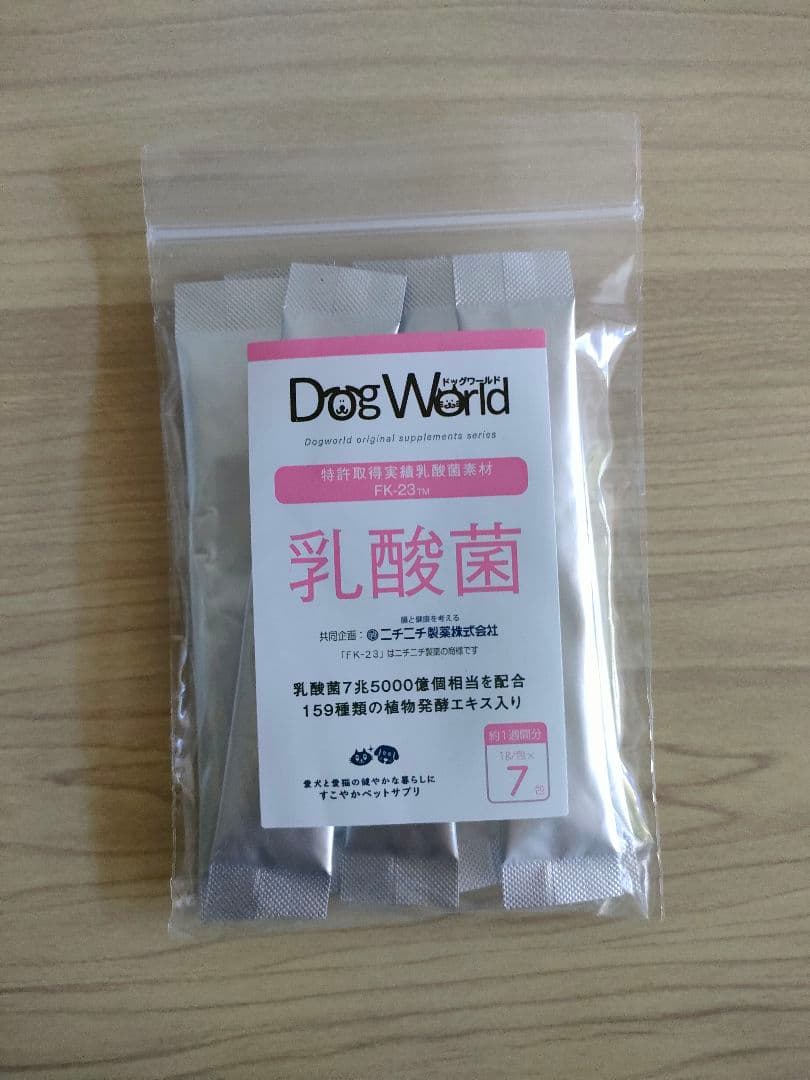 Dog World
ドッグワールド
Dogworld original supplements series
特許取得実績乳酸菌素材
FK-23™
乳酸菌
腸と健康を考える
共同企画:ニチニチ製薬株式会社
「FK-23」はニチニチ製薬の商標です
乳酸菌7兆5000億個相当を配合
159種類の植物発酵エキス入り
約1週間分
1g/包×
7包
愛犬と愛猫の健やかな暮らしに
すこやかペットサプリ